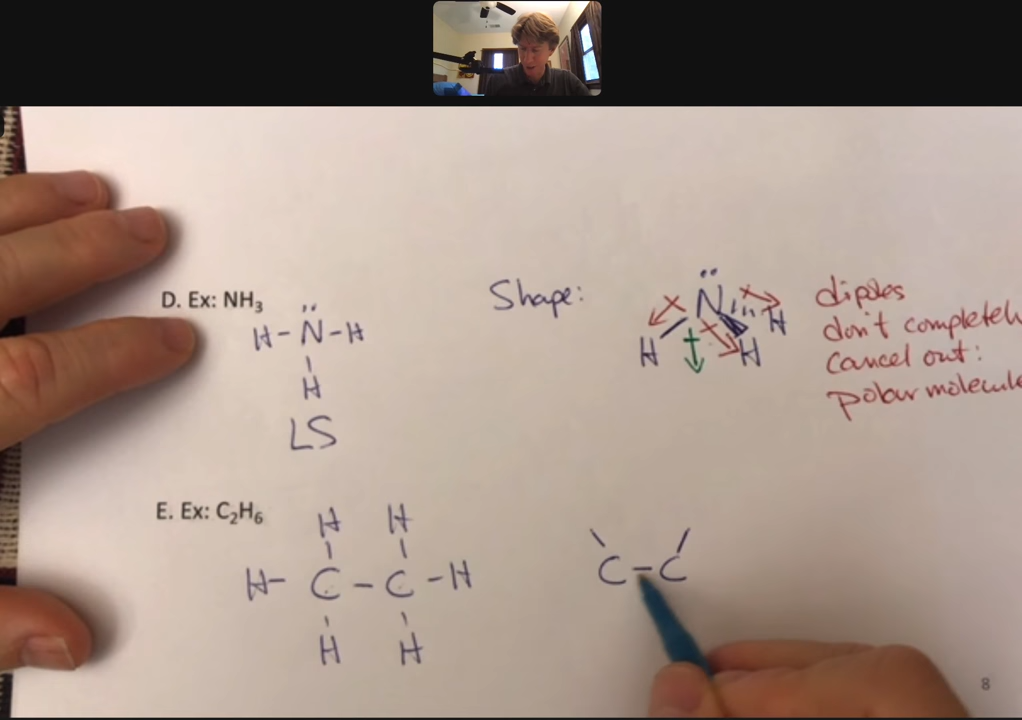 D. Ex: NH₃
H-N-H
H
LS
Shape:
N
H H H
dipoles
don't completely
cancel out:
polar molecule
E. Ex: C₂H₆
H H
H- C - C -H
H H
C-C
8